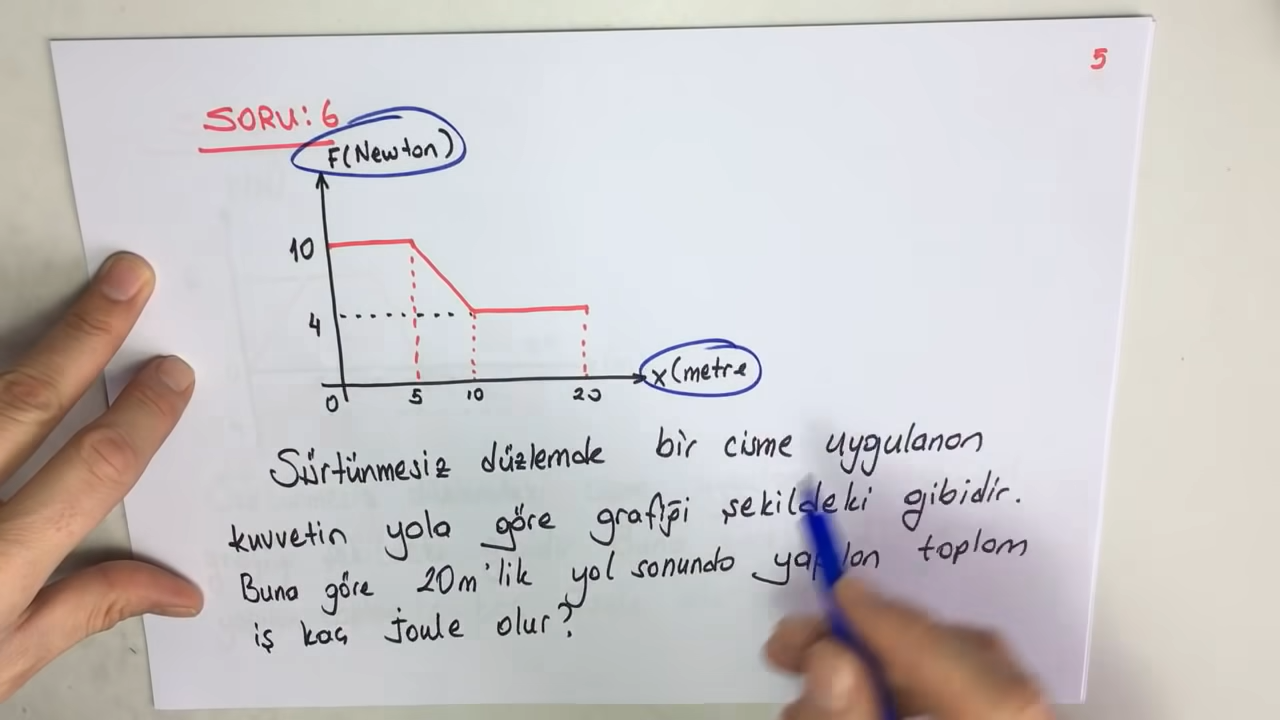 5
SORU: 6
F(Newton)
10
4
0 5 10 20
x(metre
Sürtünmesiz düzlemde bir cisme uygulanan
kuvvetin yola göre grafiği şekildeki gibidir.
Buna göre 20m'lik yol sonunda yapılan toplam
iş kaç Joule olur?